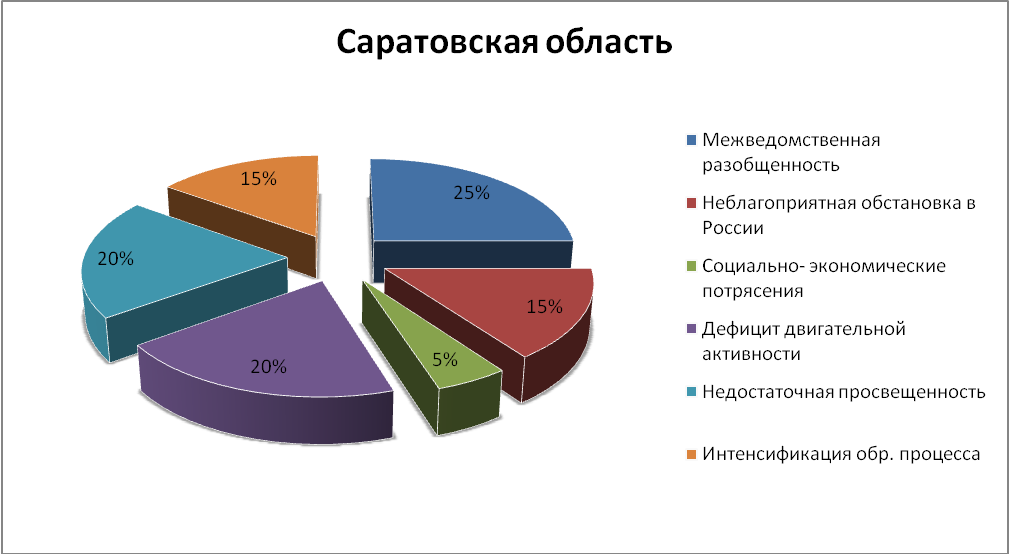 Саратовская область
15%
25%
20%
15%
20%
5%
Межведомственная
разобщенность
Неблагоприятная обстановка в
России
Социально- экономические
потрясения
Дефицит двигательной
активности
Недостаточная просвещенность
Интенсификация обр. процесса